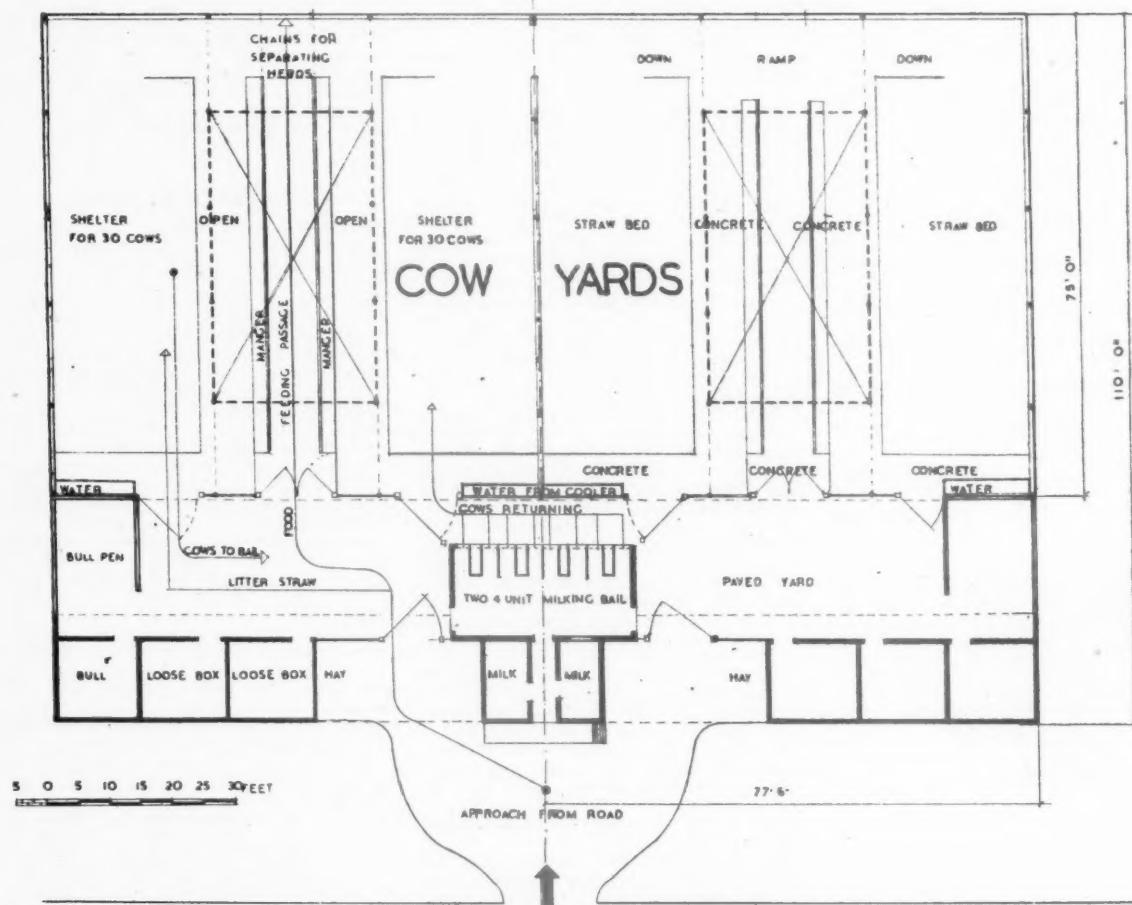 CHAINS FOR
SEPARATING
HERDS
DOWN
RAMP
DOWN
SHELTER
FOR 30 COWS
OPEN
OPEN
SHELTER
FOR 30 COWS
STRAW BED
CONCRETE
CONCRETE
STRAW BED
COW YARDS
75' 0"
110' 0"
MANGER
FEEDING PASSAGE
MANGER
CONCRETE
CONCRETE
CONCRETE
WATER
WATER FROM COOLER
WATER
COWS RETURNING
FOOD
BULL PEN
COWS TO BAIL
LITTER STRAW
TWO 4 UNIT MILKING BAIL
PAVED YARD
BULL
LOOSE BOX
LOOSE BOX
HAY
MILK
MILK
HAY
5 0 5 10 15 20 25 30 FEET
77'-6"
APPROACH FROM ROAD